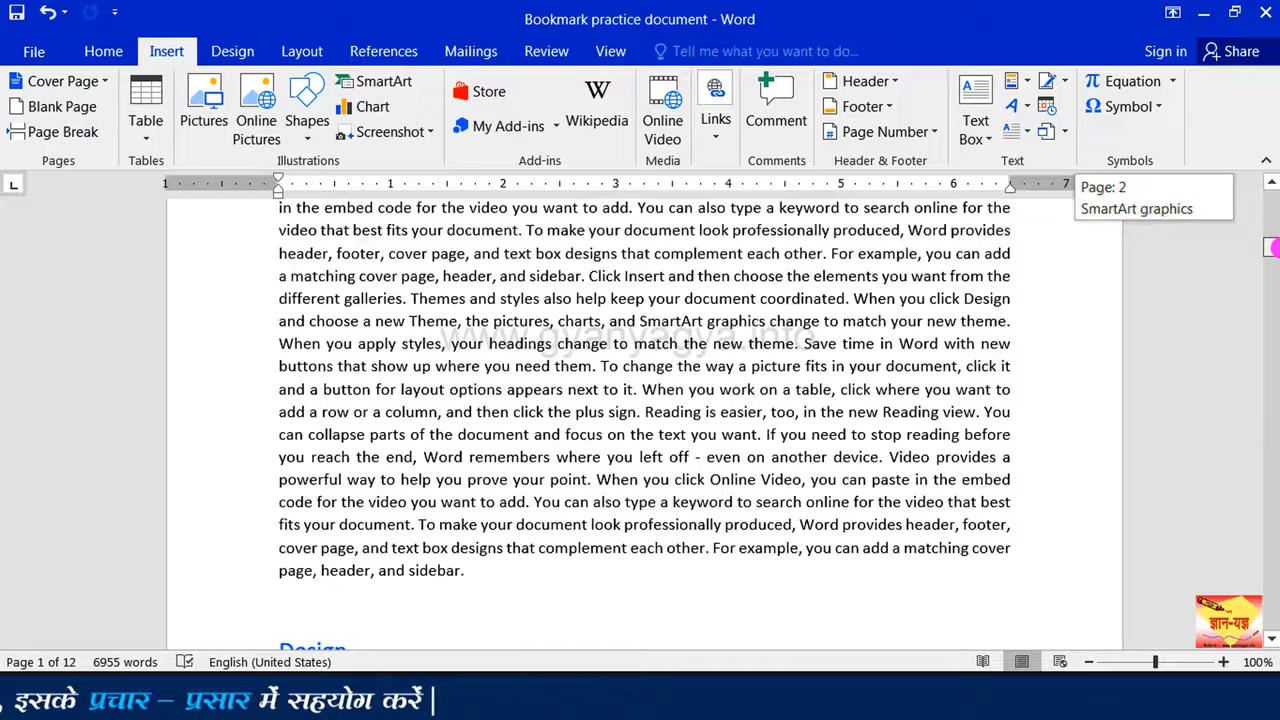 Bookmark practice document - Word
File Home Insert Design Layout References Mailings Review View Tell me what you want to do... Sign in Share
Cover Page
Blank Page
Page Break
Pages
Table
Tables
Pictures
Online Pictures
Shapes
SmartArt
Chart
Screenshot
Illustrations
Store
My Add-ins
Wikipedia
Add-ins
Online Video
Media
Links
Comment
Comments
Header
Footer
Page Number
Header & Footer
Text Box
Text
Equation
Symbol
Symbols
1 1 2 3 4 5 6 7
Page: 2
SmartArt graphics
in the embed code for the video you want to add. You can also type a keyword to search online for the
video that best fits your document. To make your document look professionally produced, Word provides
header, footer, cover page, and text box designs that complement each other. For example, you can add
a matching cover page, header, and sidebar. Click Insert and then choose the elements you want from the
different galleries. Themes and styles also help keep your document coordinated. When you click Design
and choose a new Theme, the pictures, charts, and SmartArt graphics change to match your new theme.
www.gyanyagya.info
When you apply styles, your headings change to match the new theme. Save time in Word with new
buttons that show up where you need them. To change the way a picture fits in your document, click it
and a button for layout options appears next to it. When you work on a table, click where you want to
add a row or a column, and then click the plus sign. Reading is easier, too, in the new Reading view. You
can collapse parts of the document and focus on the text you want. If you need to stop reading before
you reach the end, Word remembers where you left off - even on another device. Video provides a
powerful way to help you prove your point. When you click Online Video, you can paste in the embed
code for the video you want to add. You can also type a keyword to search online for the video that best
fits your document. To make your document look professionally produced, Word provides header, footer,
cover page, and text box designs that complement each other. For example, you can add a matching cover
page, header, and sidebar.
Design
ज्ञान-यज्ञ
Page 1 of 12 6955 words English (United States) 100%
, इसके प्रचार – प्रसार में सहयोग करें |